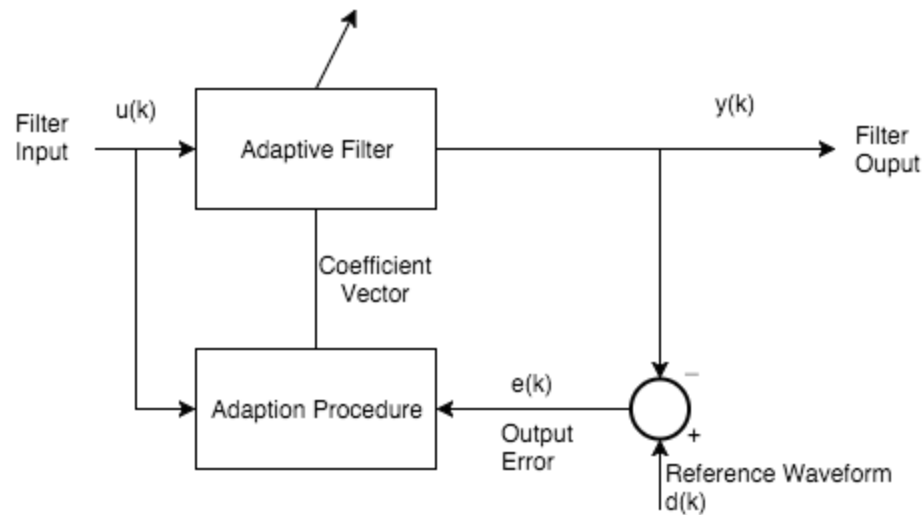 u(k)
y(k)
Filter
Input
Adaptive Filter
Filter
Ouput
Coefficient
Vector
Adaption Procedure
e(k)
Output
Error
−
+
Reference Waveform
d(k)